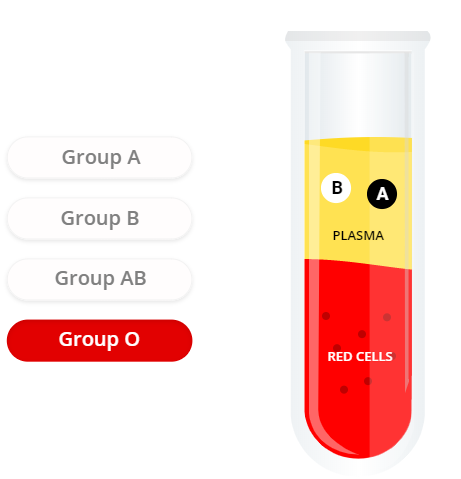 Group A
Group B
Group AB
Group O
B
A
PLASMA
RED CELLS